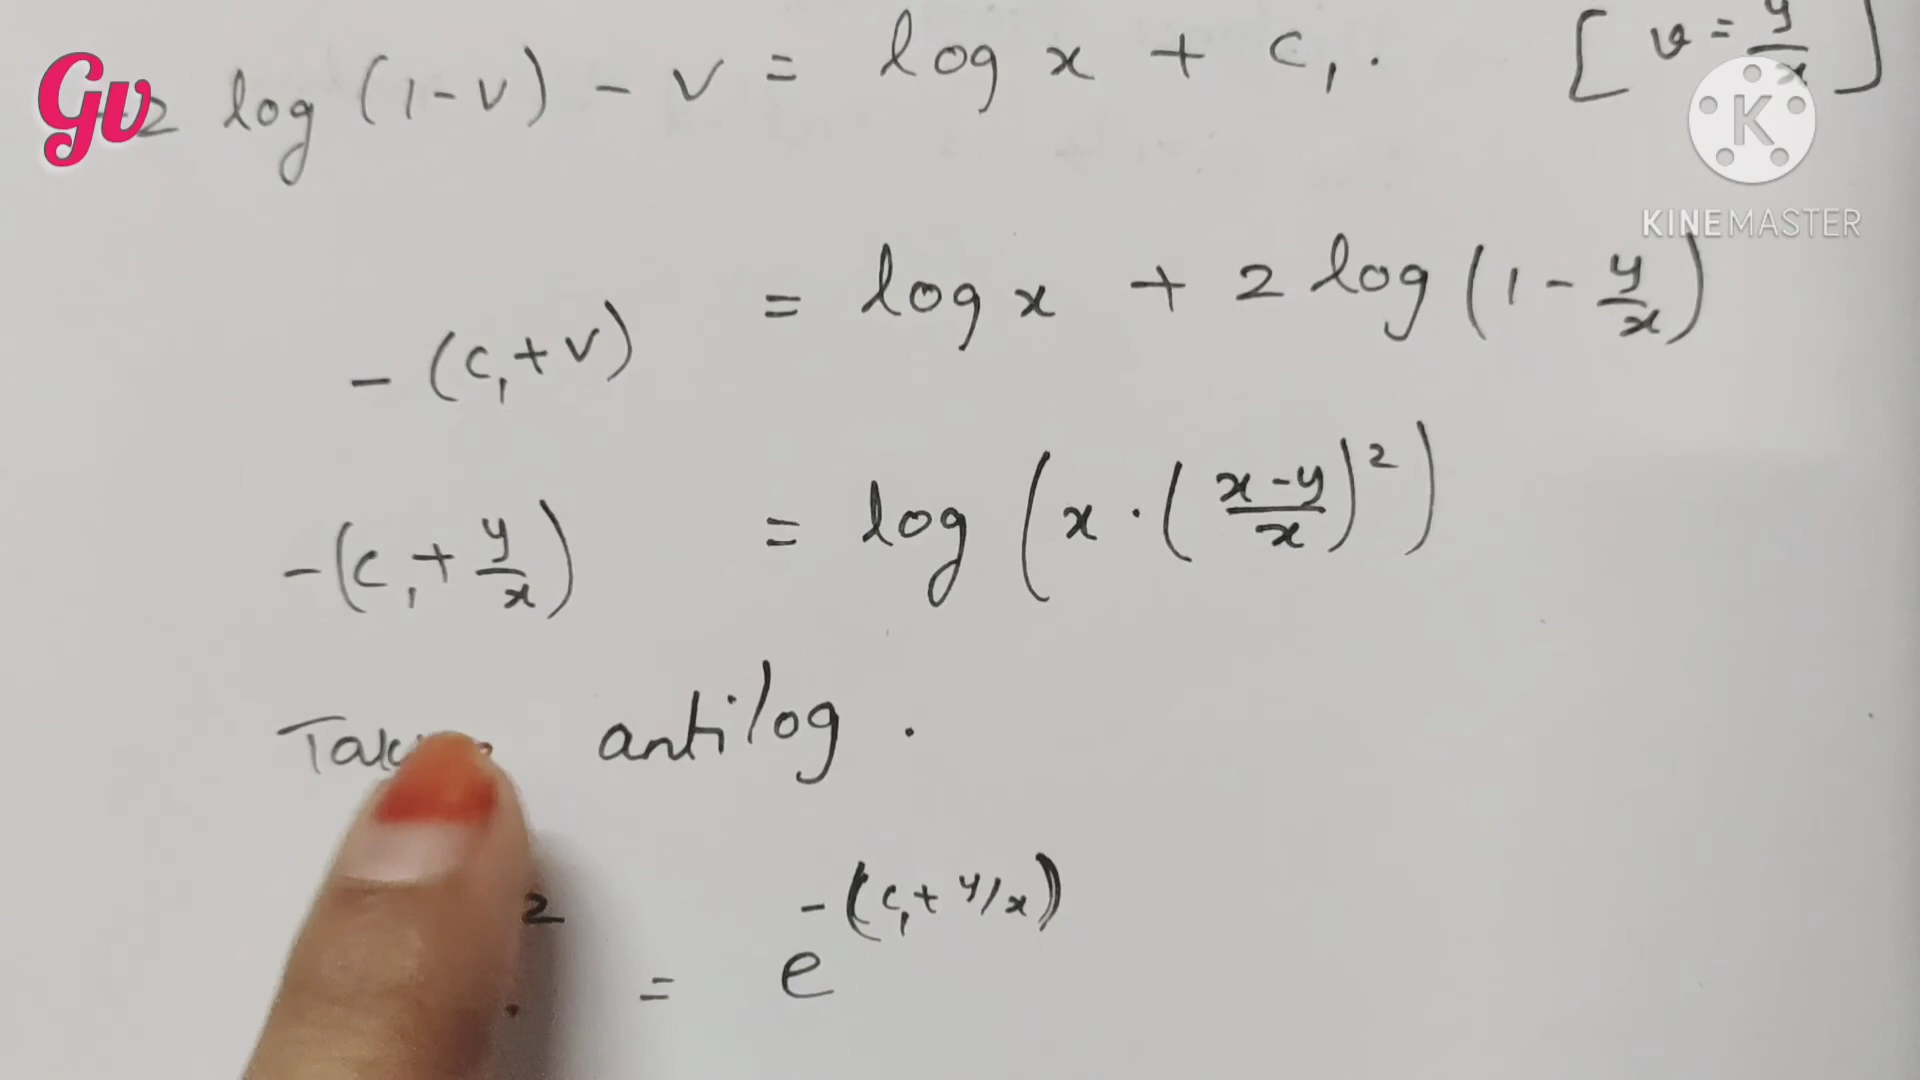 Gv
2 log (1-v) - v = log x + c₁. [v = y/x]
K
KINEMASTER
-(c₁+v) = log x + 2 log (1 - y/x)
-(c₁ + y/x) = log (x · (x-y/x)²)
antilog.
2 = e^-(c₁+y/x)